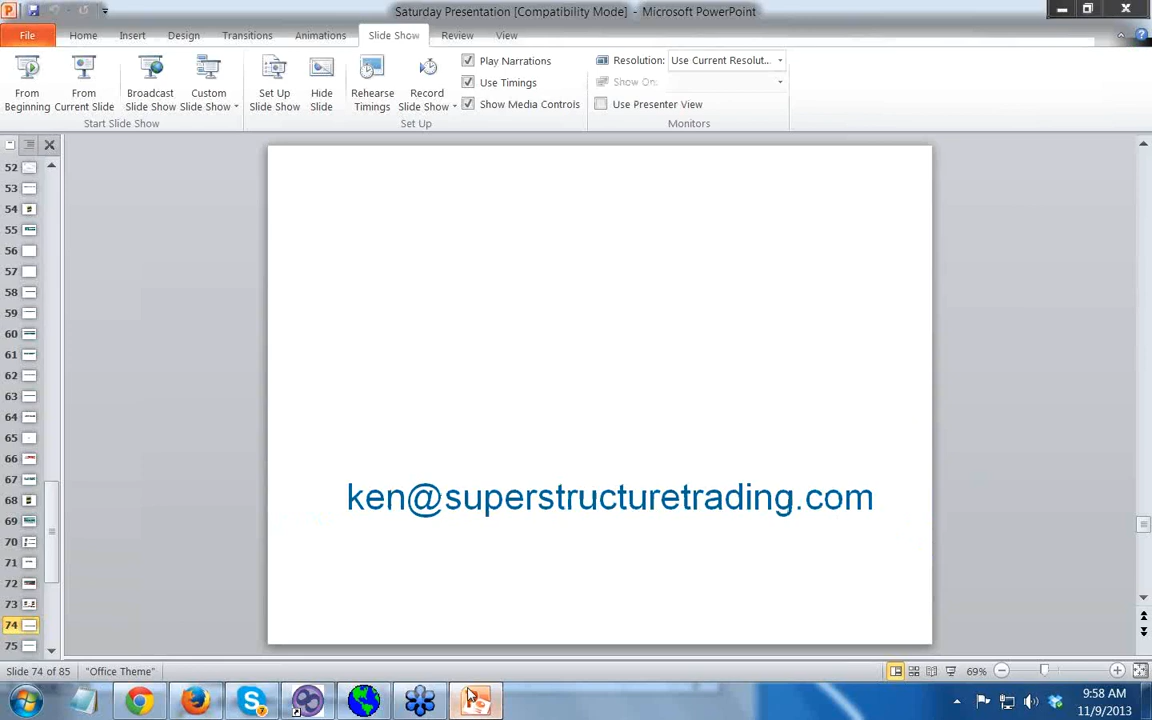 Saturday Presentation [Compatibility Mode] - Microsoft PowerPoint
File Home Insert Design Transitions Animations Slide Show Review View
From Beginning
From Current Slide
Broadcast Slide Show
Custom Slide Show
Set Up Slide Show
Hide Slide
Rehearse Timings
Record Slide Show
Play Narrations
Use Timings
Show Media Controls
Resolution: Use Current Resolut...
Show On:
Use Presenter View
Start Slide Show
Set Up
Monitors
52
53
54
55
56
57
58
59
60
61
62
63
64
65
66
67
68
69
70
71
72
73
74
75
ken@superstructuretrading.com
Slide 74 of 85 "Office Theme" 69%
7
9:58 AM
11/9/2013